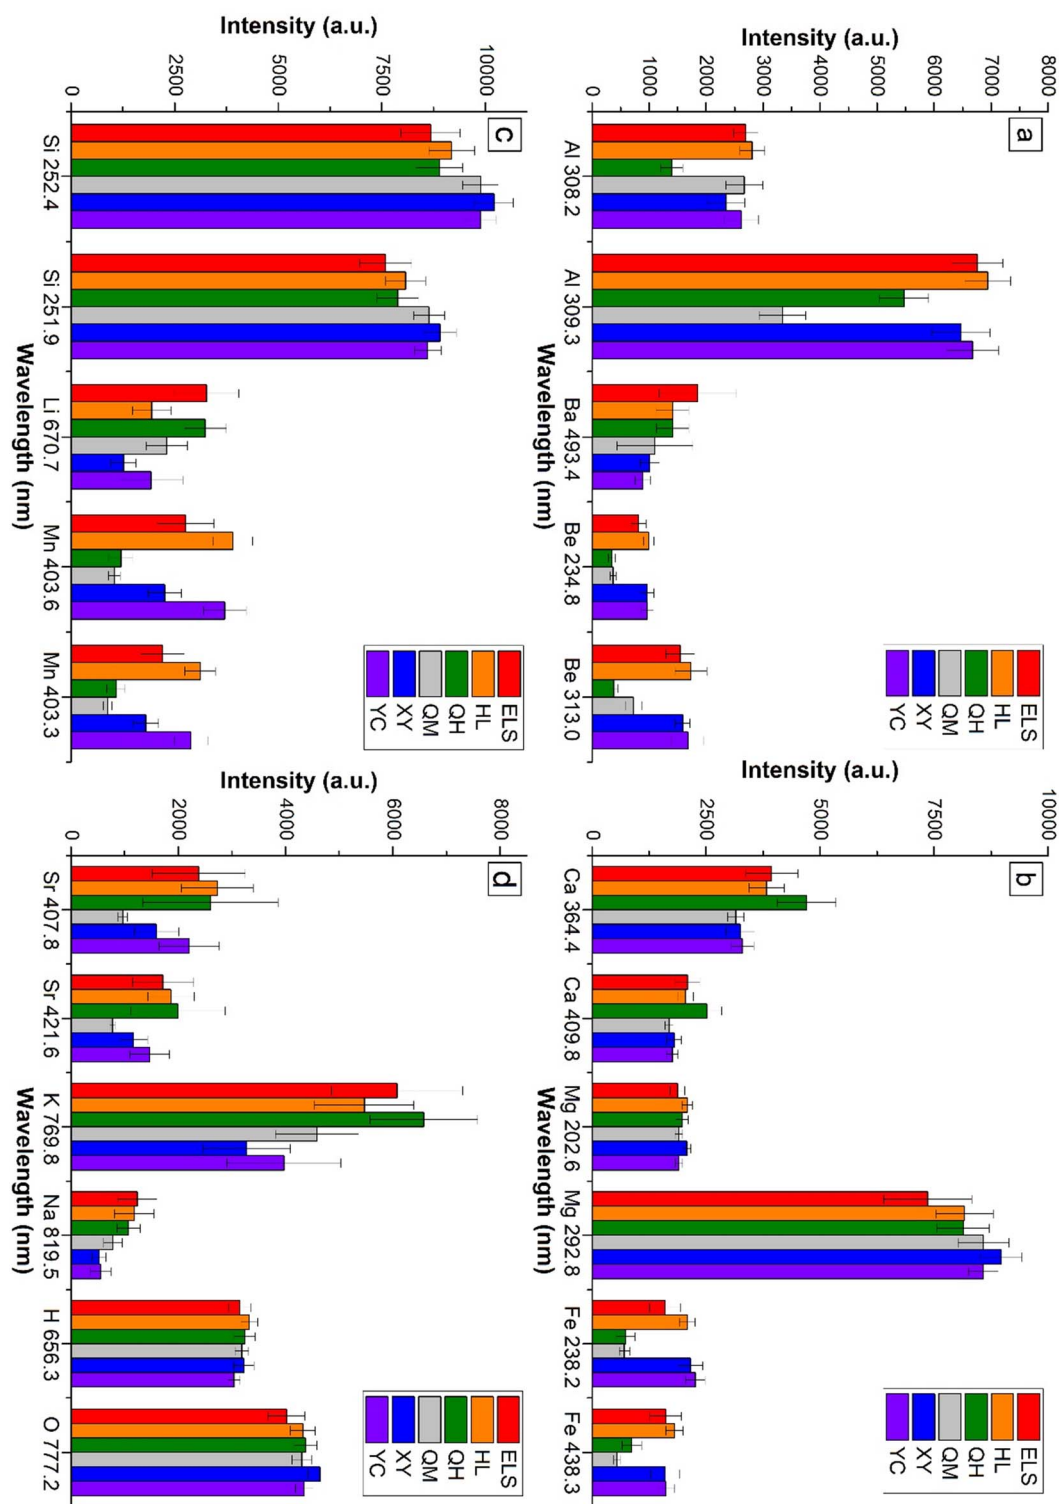 a
Intensity (a.u.)
8000
7000
6000
5000
4000
3000
2000
1000
0
Al 308.2
Al 309.3
Ba 493.4
Be 234.8
Be 313.0
Wavelength (nm)
ELS
HL
QH
QM
XY
YC
b
Intensity (a.u.)
10000
7500
5000
2500
0
Ca 364.4
Ca 409.8
Mg 202.6
Mg 292.8
Fe 238.2
Fe 438.3
Wavelength (nm)
ELS
HL
QH
QM
XY
YC
c
Intensity (a.u.)
10000
7500
5000
2500
0
Si 252.4
Si 251.9
Li 670.7
Mn 403.6
Mn 403.3
Wavelength (nm)
ELS
HL
QH
QM
XY
YC
d
Intensity (a.u.)
8000
6000
4000
2000
0
Sr 407.8
Sr 421.6
K 769.8
Na 819.5
H 656.3
O 777.2
Wavelength (nm)
ELS
HL
QH
QM
XY
YC